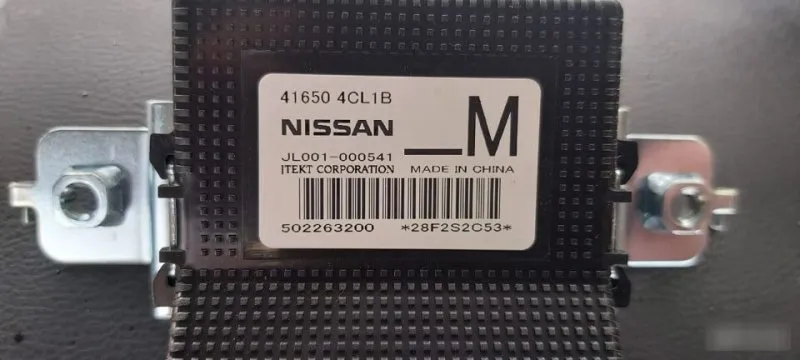 41650 4CL1B
NISSAN
_M
JL001-000541
JTEKT CORPORATION MADE IN CHINA
502263200 *28F2S2C53*